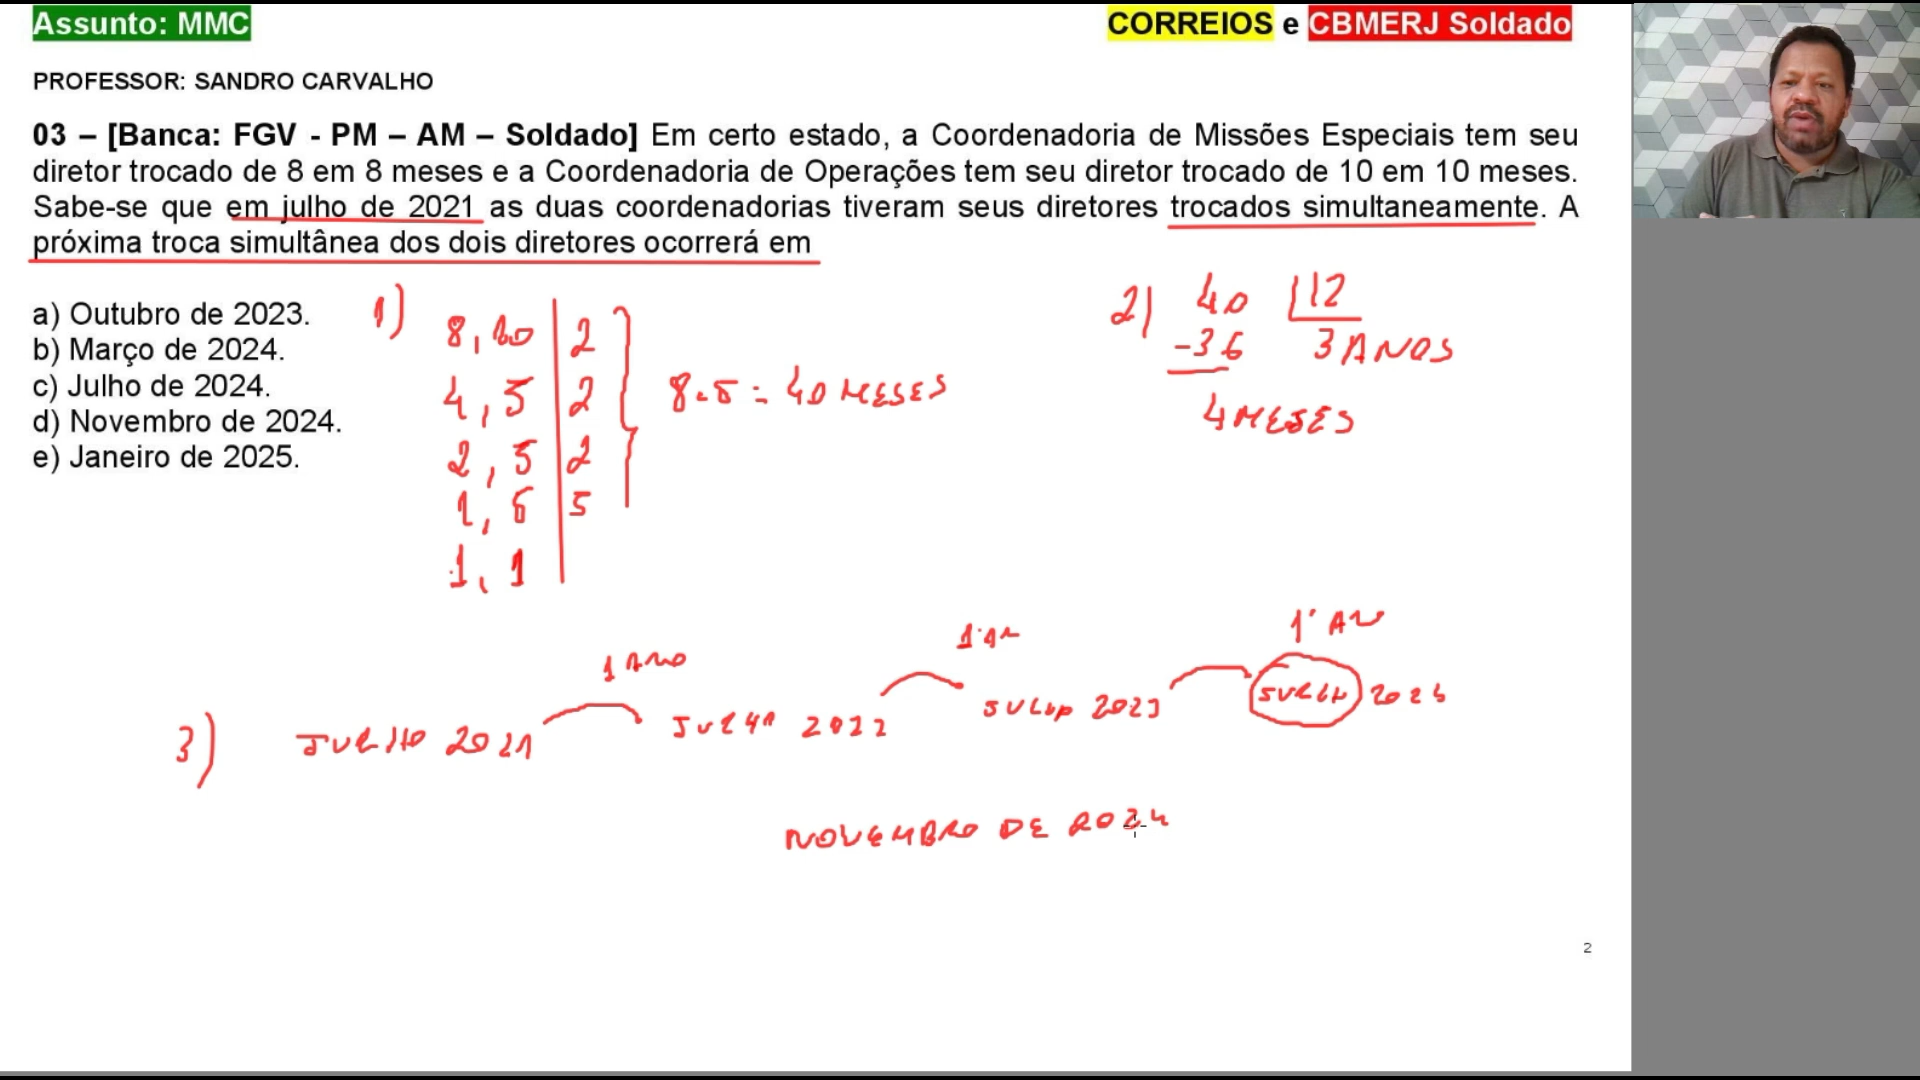 Assunto: MMC
CORREIOS e CBMERJ Soldado
PROFESSOR: SANDRO CARVALHO
03 – [Banca: FGV - PM – AM – Soldado] Em certo estado, a Coordenadoria de Missões Especiais tem seu
diretor trocado de 8 em 8 meses e a Coordenadoria de Operações tem seu diretor trocado de 10 em 10 meses.
Sabe-se que em julho de 2021 as duas coordenadorias tiveram seus diretores trocados simultaneamente. A
próxima troca simultânea dos dois diretores ocorrerá em
a) Outubro de 2023.
b) Março de 2024.
c) Julho de 2024.
d) Novembro de 2024.
e) Janeiro de 2025.
1)
8, 10 | 2
4, 5 | 2
2, 5 | 2
1, 5 | 5
1, 1
8.5 = 40 MESES
2) 40 12
-36 3 ANOS
4 MESES
1 ANO
1 AN
1 AN
3) JULHO 2021
JULHO 2022
JULHO 2023
JULHO 2024
NOVEMBRO DE 2024
2